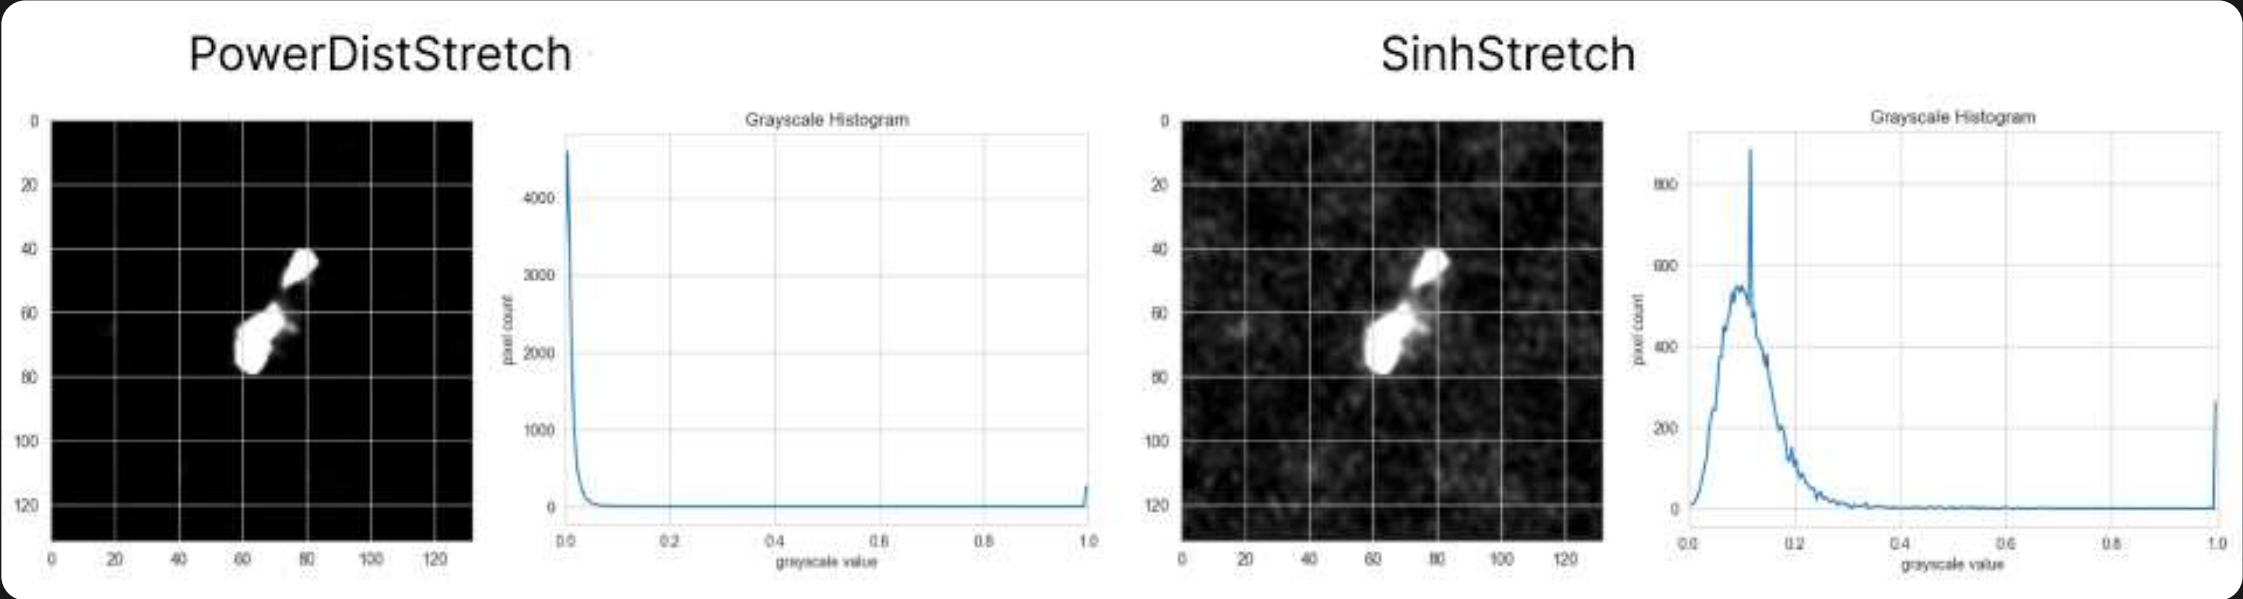 PowerDistStretch
SinhStretch
Grayscale Histogram
0
20
40
60
80
100
120
0 20 40 60 80 100 120
pixel count
4000
3000
2000
1000
0
0.0 0.2 0.4 0.6 0.8 1.0
grayscale value
0
20
40
60
80
100
120
0 20 40 60 80 100 120
Grayscale Histogram
pixel count
800
600
400
200
0
0.0 0.2 0.4 0.6 0.8 1.0
grayscale value